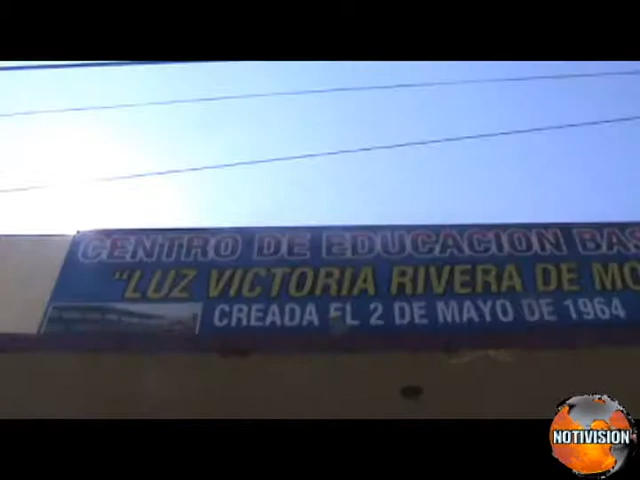 CENTRO DE EDUCACION BAS
"LUZ VICTORIA RIVERA DE MO
CREADA EL 2 DE MAYO DE 1964
NOTIVISION